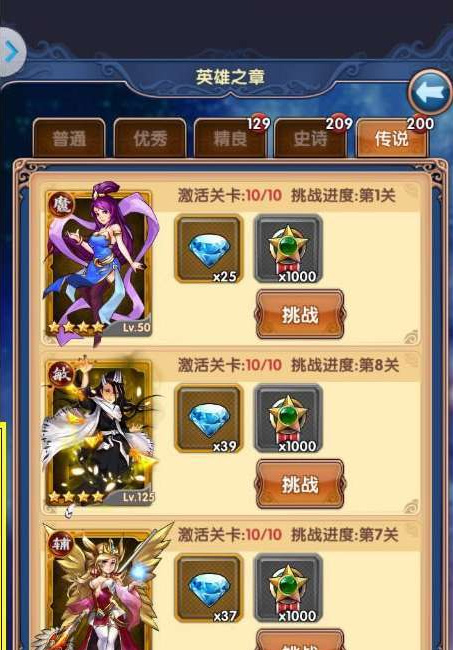 英雄之章
129 209 200
普通 优秀 精良 史诗 传说
魔 激活关卡:10/10 挑战进度:第1关
x25 x1000
挑战
Lv.50
敏 激活关卡:10/10 挑战进度:第8关
x39 x1000
挑战
Lv.125
辅 激活关卡:10/10 挑战进度:第7关
x37 x1000
挑战